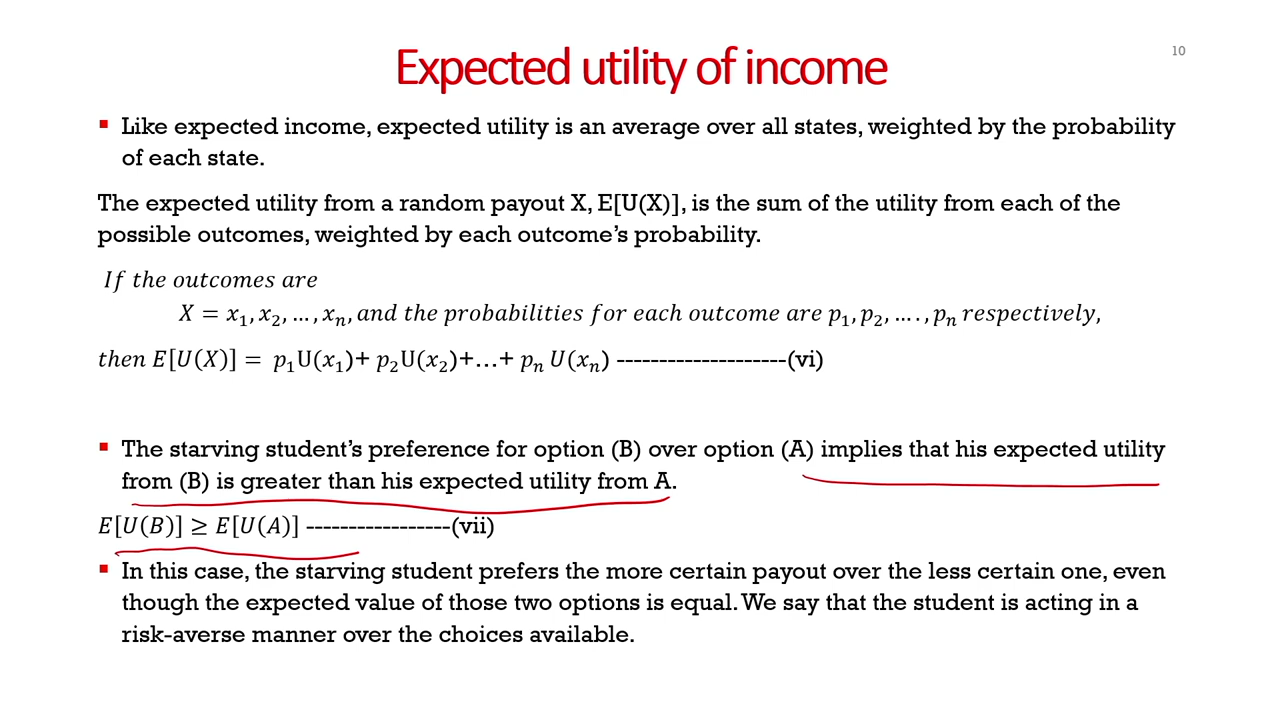 10
Expected utility of income
▪ Like expected income, expected utility is an average over all states, weighted by the probability
of each state.
The expected utility from a random payout X, E[U(X)], is the sum of the utility from each of the
possible outcomes, weighted by each outcome’s probability.
If the outcomes are
X = x₁, x₂, … , xₙ, and the probabilities for each outcome are p₁, p₂, … . , pₙ respectively,
then E[U(X)] = p₁U(x₁)+ p₂U(x₂)+…+ pₙ U(xₙ) --------------------(vi)
▪ The starving student’s preference for option (B) over option (A) implies that his expected utility
from (B) is greater than his expected utility from A.
E[U(B)] ≥ E[U(A)] -----------------(vii)
▪ In this case, the starving student prefers the more certain payout over the less certain one, even
though the expected value of those two options is equal. We say that the student is acting in a
risk-averse manner over the choices available.